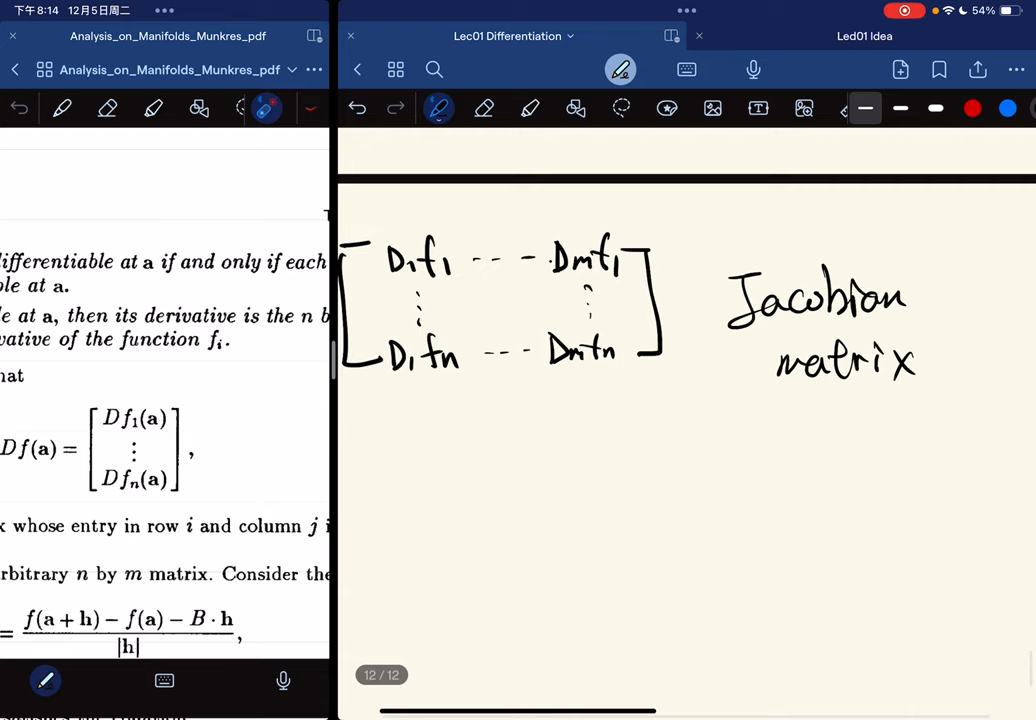 下午8:14 12月5日周二
54%
Analysis_on_Manifolds_Munkres_pdf
Analysis_on_Manifolds_Munkres_pdf
ifferentiable at a if and only if each
ble at a.
le at a, then its derivative is the n b
vative of the function fi.
hat
Df(a) = [ Df1(a) ⋮ Dfn(a) ] ,
x whose entry in row i and column j i
rbitrary n by m matrix. Consider the
= f(a + h) − f(a) − B · h / |h| ,
Lec01 Differentiation
Led01 Idea
D1f1 --- Dmf1
⋮ ⋮
D1fn --- Dmfn
Jacobian
matrix
12/12